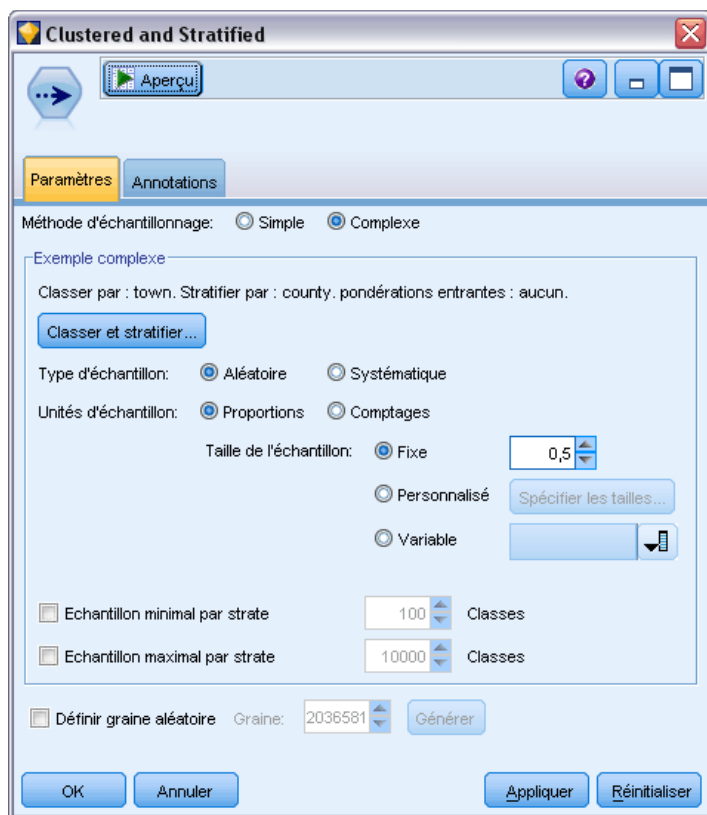 Clustered and Stratified
Aperçu
Paramètres Annotations
Méthode d'échantillonnage: Simple Complexe
Exemple complexe
Classer par : town. Stratifier par : county. pondérations entrantes : aucun.
Classer et stratifier...
Type d'échantillon: Aléatoire Systématique
Unités d'échantillon: Proportions Comptages
Taille de l'échantillon: Fixe 0,5
Personnalisé Spécifier les tailles...
Variable
Echantillon minimal par strate 100 Classes
Echantillon maximal par strate 10000 Classes
Définir graine aléatoire Graine: 2036581 Générer
OK Annuler Appliquer Réinitialiser